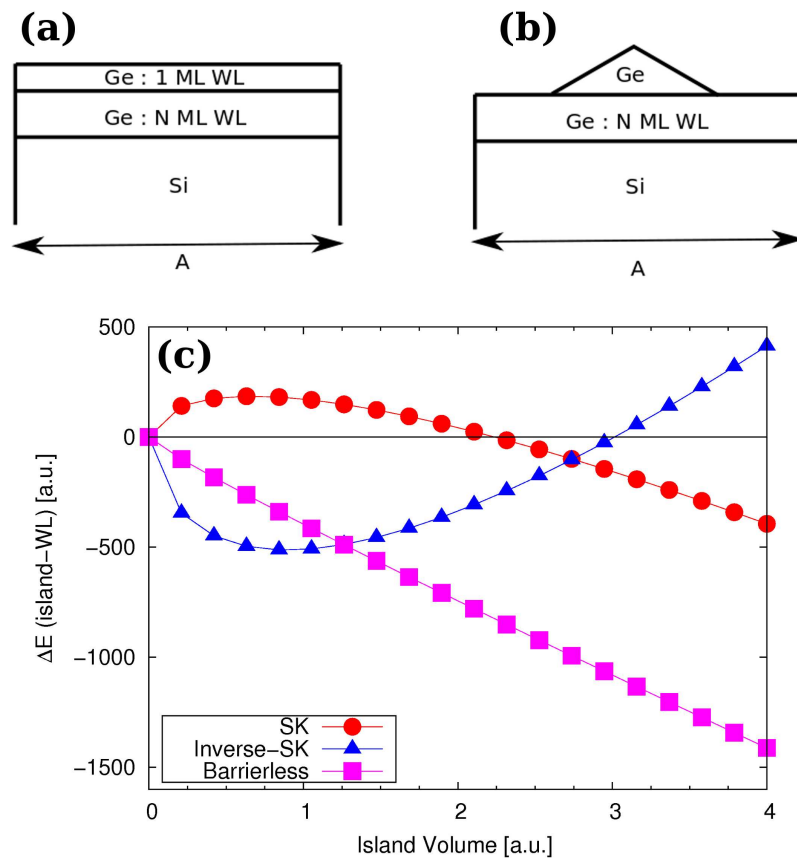 (a)
Ge : 1 ML WL
Ge : N ML WL
Si
A
(b)
Ge
Ge : N ML WL
Si
A
(c)
ΔE (island−WL) [a.u.]
500
0
−500
−1000
−1500
SK
Inverse−SK
Barrierless
0 1 2 3 4
Island Volume [a.u.]